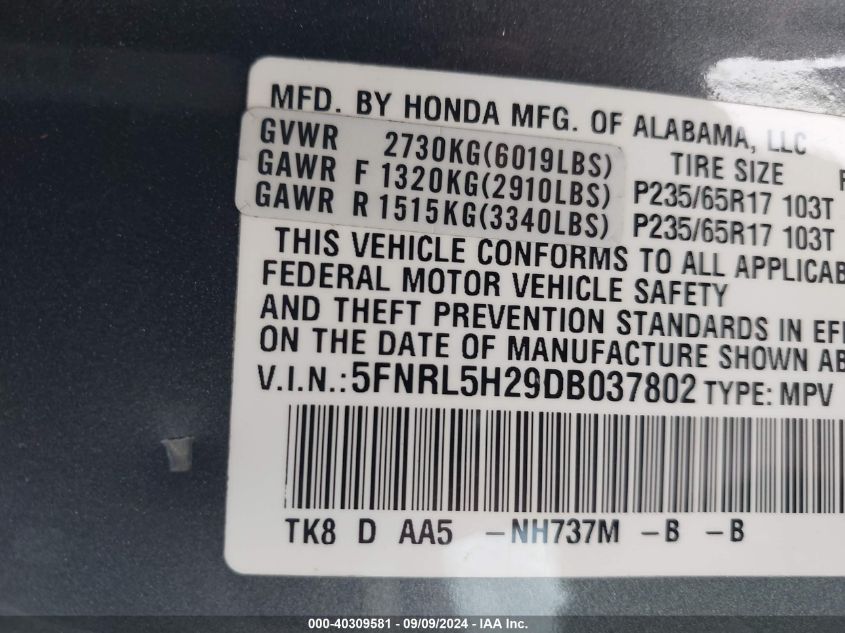 MFD. BY HONDA MFG. OF ALABAMA, LLC
GVWR 2730KG(6019LBS) TIRE SIZE
GAWR F 1320KG(2910LBS) P235/65R17 103T
GAWR R 1515KG(3340LBS) P235/65R17 103T
THIS VEHICLE CONFORMS TO ALL APPLICAB
FEDERAL MOTOR VEHICLE SAFETY
AND THEFT PREVENTION STANDARDS IN EFF
ON THE DATE OF MANUFACTURE SHOWN AB
V.I.N.: 5FNRL5H29DB037802 TYPE: MPV
TK8 D AA5 -NH737M -B -B
000-40309581 - 09/09/2024 - IAA Inc.